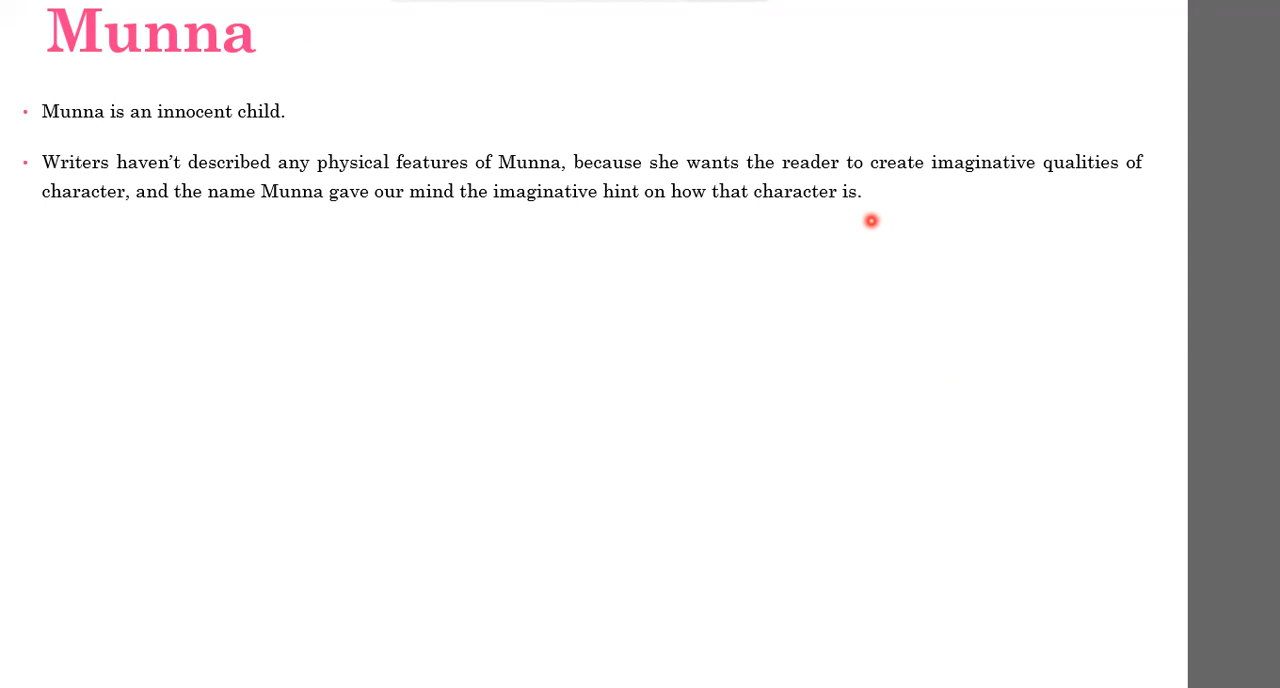 Munna
• Munna is an innocent child.
• Writers haven’t described any physical features of Munna, because she wants the reader to create imaginative qualities of
character, and the name Munna gave our mind the imaginative hint on how that character is.